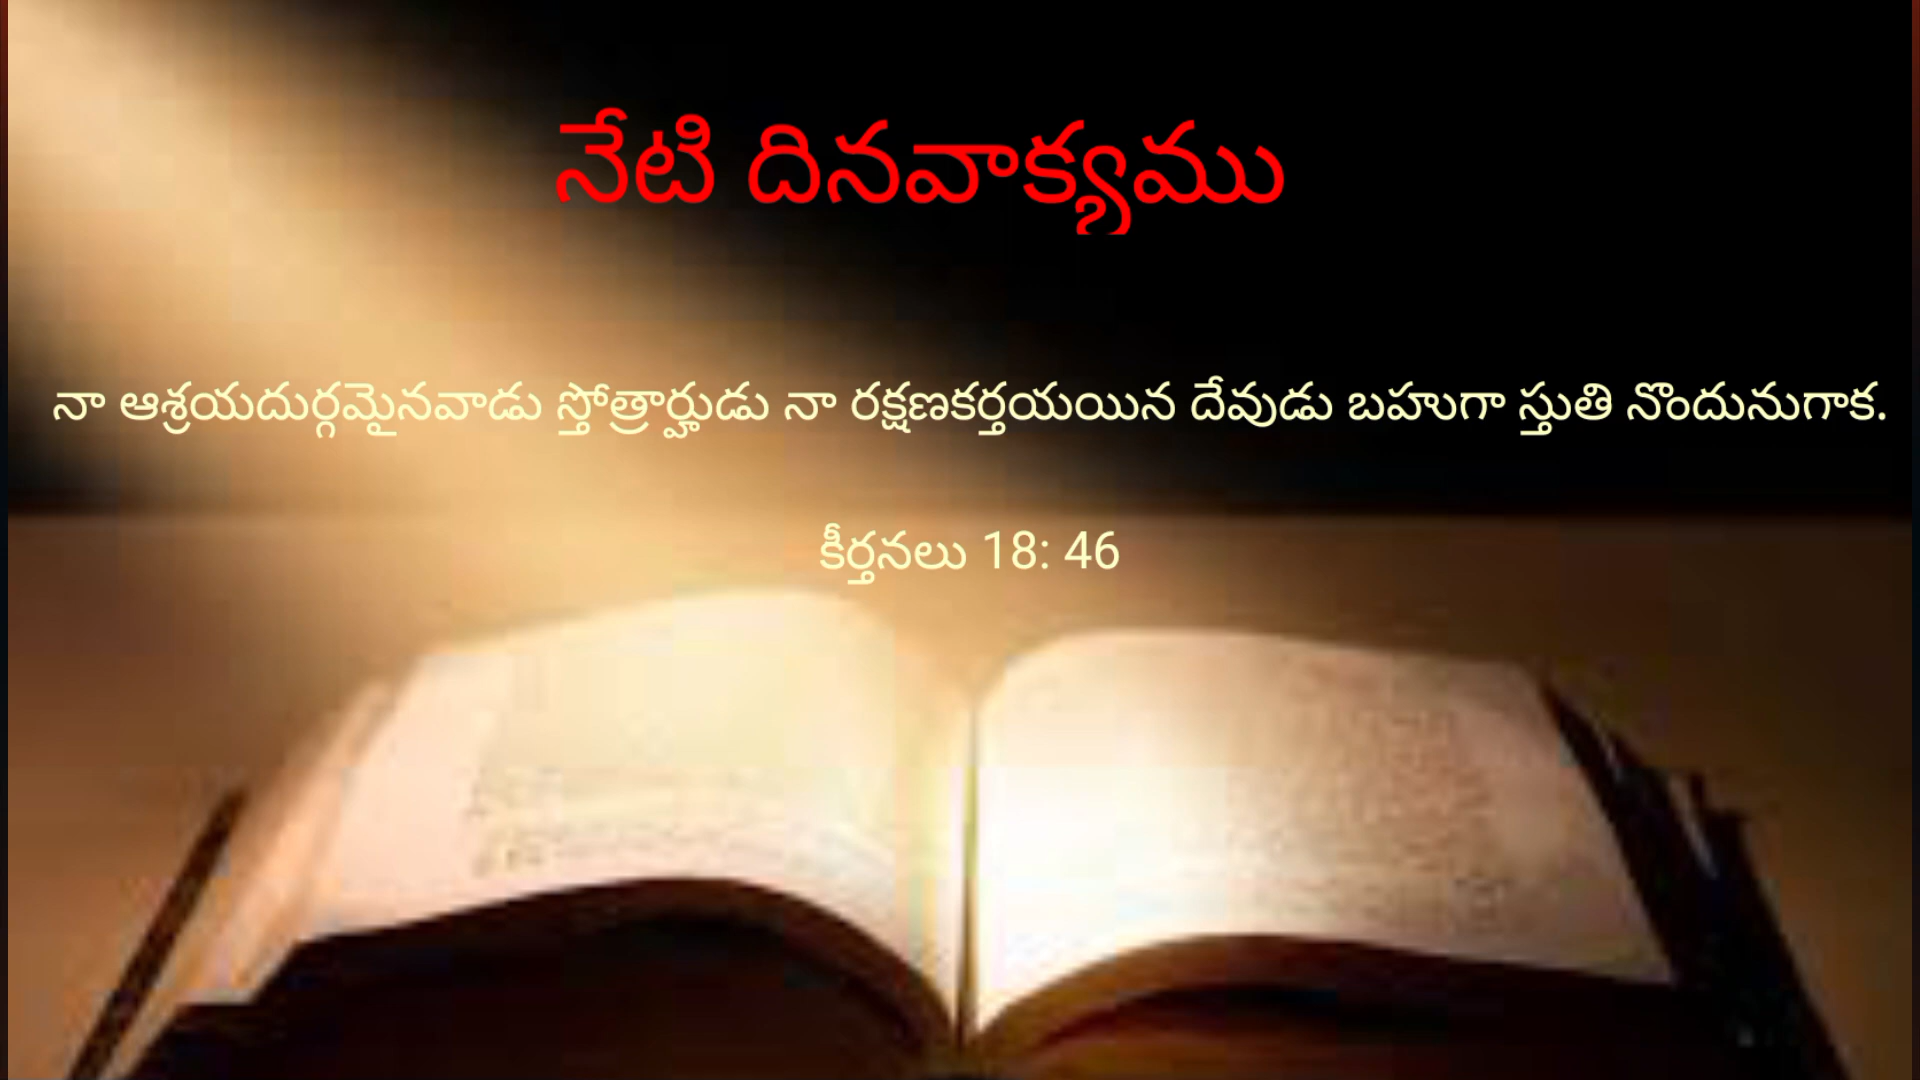 నేటి దినవాక్యము
నా ఆశ్రయదుర్గమైనవాడు స్తోత్రార్హుడు నా రక్షణకర్తయయిన దేవుడు బహుగా స్తుతి నొందునుగాక.
కీర్తనలు 18: 46